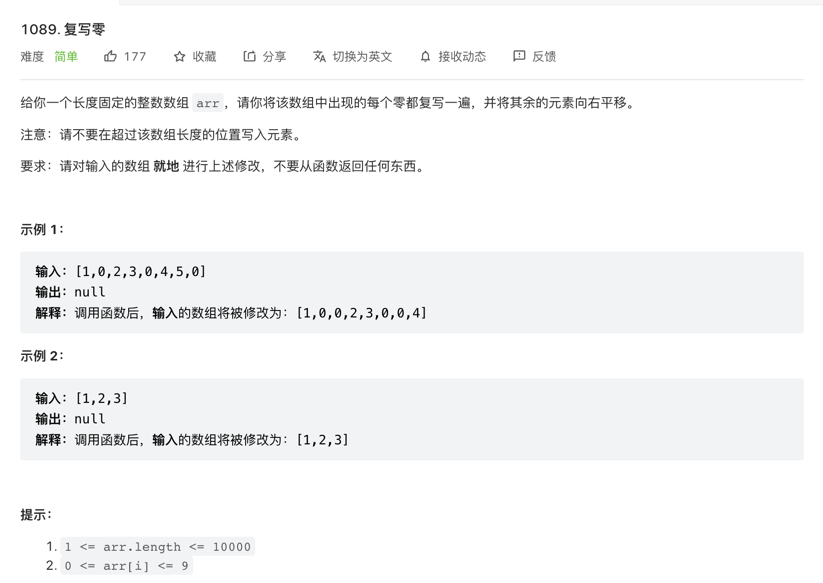 1089. 复写零
难度 简单 177 收藏 分享 切换为英文 接收动态 反馈
给你一个长度固定的整数数组 arr ，请你将该数组中出现的每个零都复写一遍，并将其余的元素向右平移。
注意：请不要在超过该数组长度的位置写入元素。
要求：请对输入的数组 就地 进行上述修改，不要从函数返回任何东西。
示例 1：
输入：[1,0,2,3,0,4,5,0]
输出：null
解释：调用函数后，输入的数组将被修改为：[1,0,0,2,3,0,0,4]
示例 2：
输入：[1,2,3]
输出：null
解释：调用函数后，输入的数组将被修改为：[1,2,3]
提示：
1. 1 <= arr.length <= 10000
2. 0 <= arr[i] <= 9